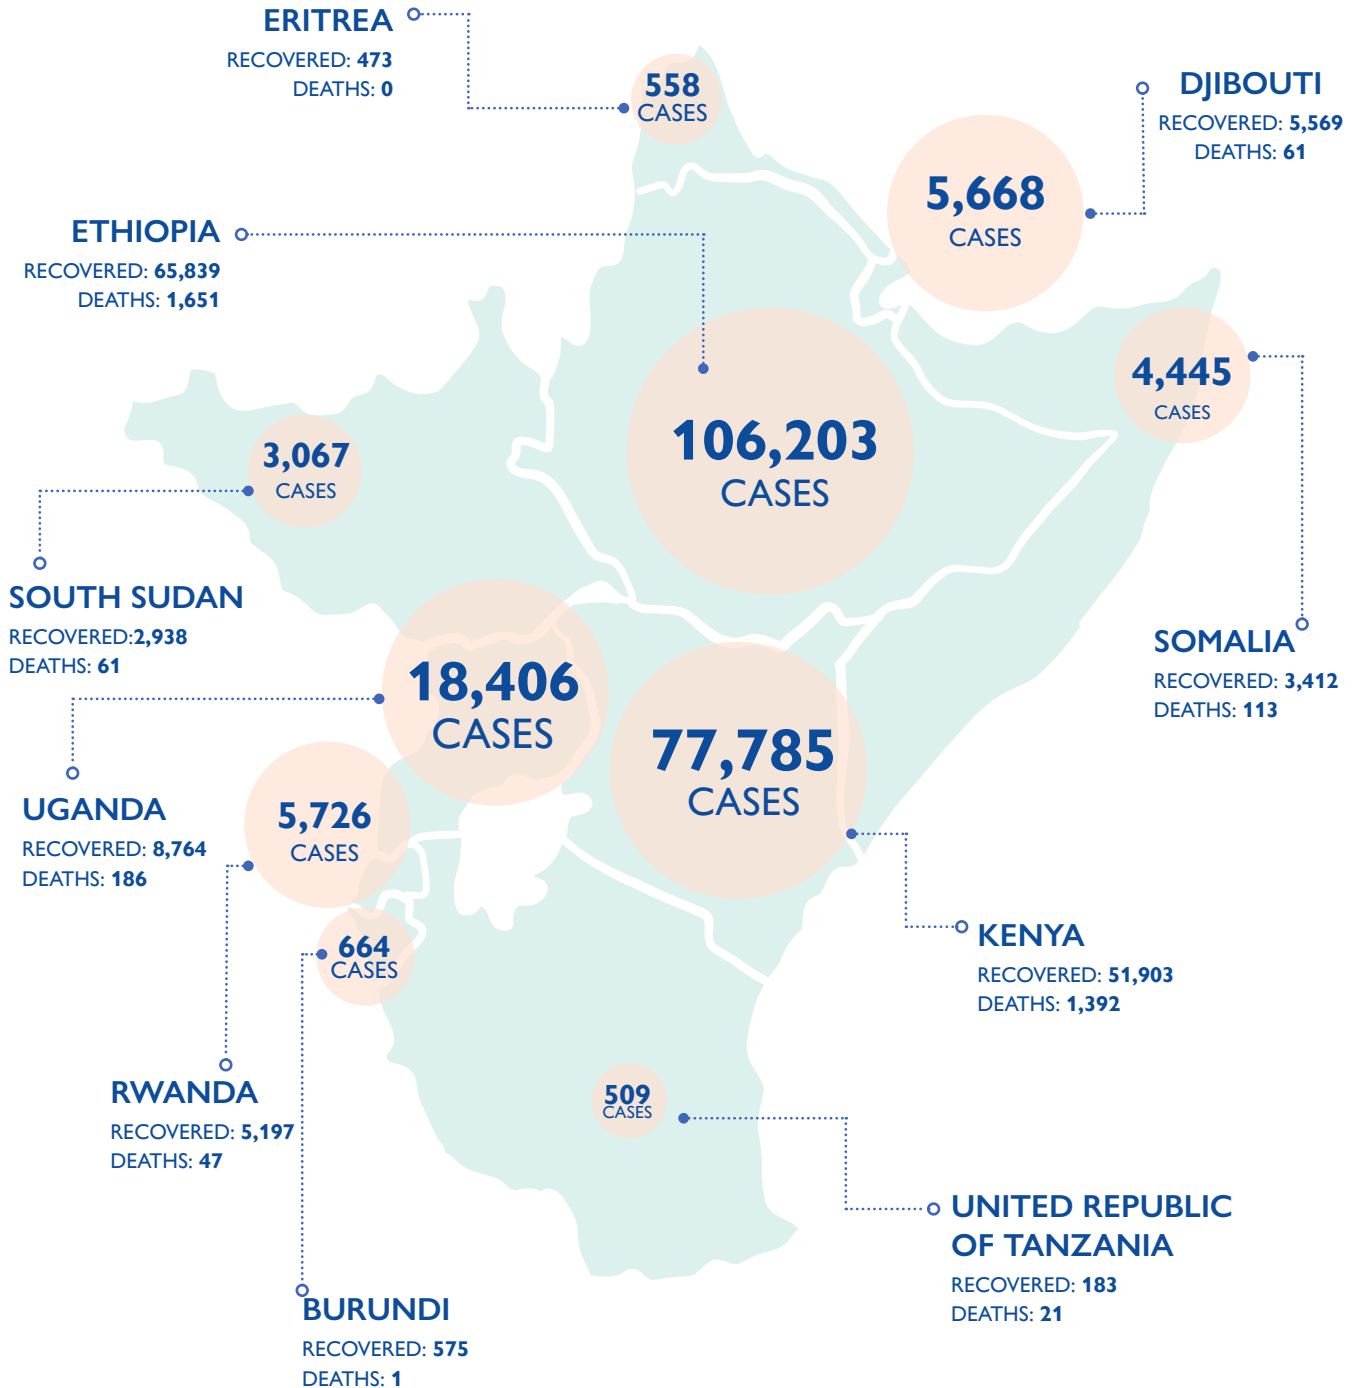 ERITREA
RECOVERED: 473
DEATHS: 0
558
CASES
DJIBOUTI
RECOVERED: 5,569
DEATHS: 61
5,668
CASES
ETHIOPIA
RECOVERED: 65,839
DEATHS: 1,651
106,203
CASES
4,445
CASES
3,067
CASES
SOUTH SUDAN
RECOVERED:2,938
DEATHS: 61
SOMALIA
RECOVERED: 3,412
DEATHS: 113
18,406
CASES
77,785
CASES
UGANDA
RECOVERED: 8,764
DEATHS: 186
5,726
CASES
664
CASES
KENYA
RECOVERED: 51,903
DEATHS: 1,392
RWANDA
RECOVERED: 5,197
DEATHS: 47
509
CASES
UNITED REPUBLIC
OF TANZANIA
RECOVERED: 183
DEATHS: 21
BURUNDI
RECOVERED: 575
DEATHS: 1